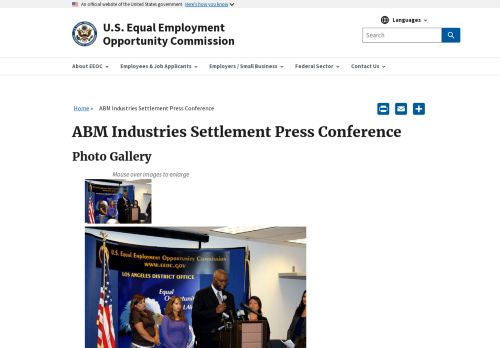 An official website of the United States government Here's how you know
U.S. Equal Employment
Opportunity Commission
Languages
Search
About EEOC
Employees & Job Applicants
Employers / Small Business
Federal Sector
Contact Us
Home » ABM Industries Settlement Press Conference
ABM Industries Settlement Press Conference
Photo Gallery
Mouse over images to enlarge
U.S. Equal Employment Opportunity Commission
WWW.EEOC.GOV
LOS ANGELES DISTRICT OFFICE
Equal
Opportunity
LAW